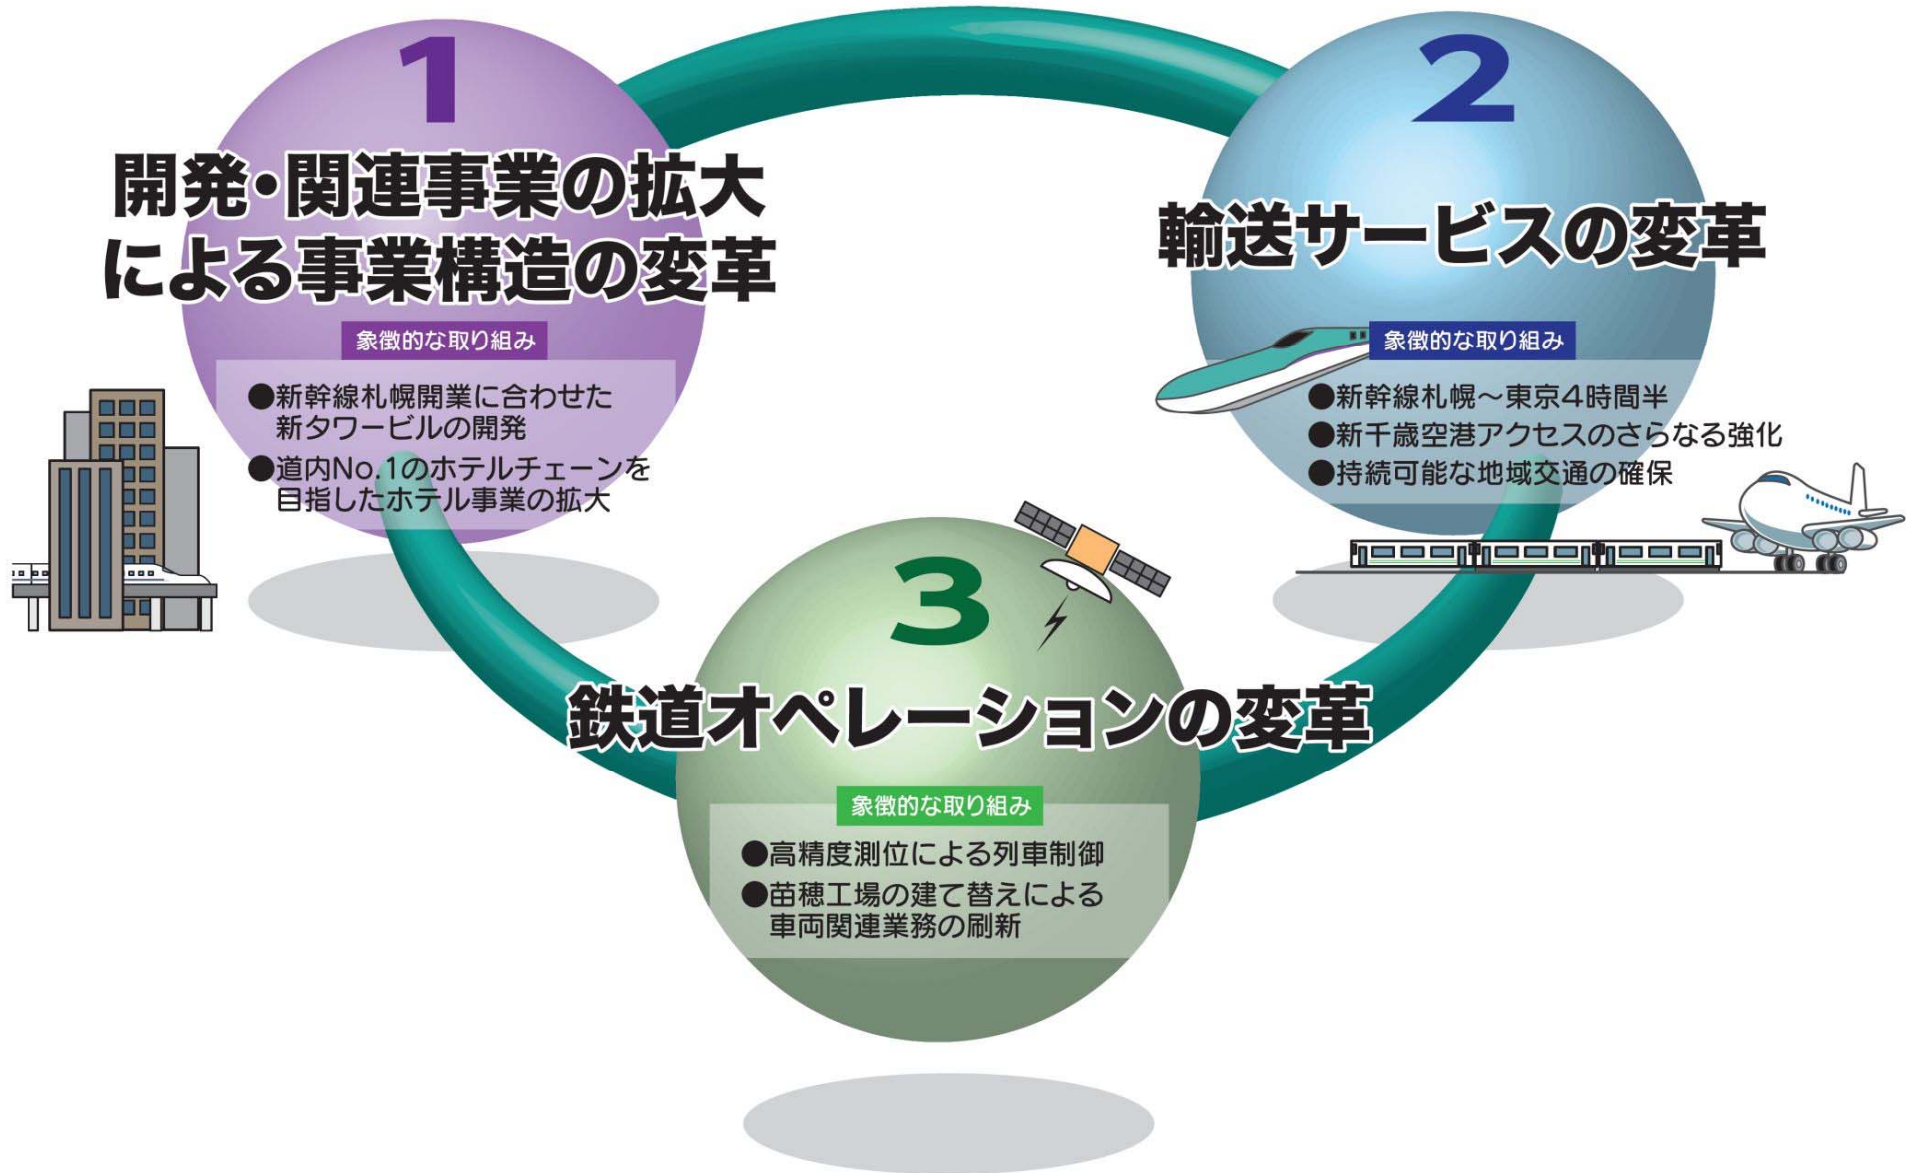 1
開発・関連事業の拡大
による事業構造の変革
象徴的な取り組み
●新幹線札幌開業に合わせた
新タワービルの開発
●道内No.1のホテルチェーンを
目指したホテル事業の拡大
2
輸送サービスの変革
象徴的な取り組み
●新幹線札幌～東京4時間半
●新千歳空港アクセスのさらなる強化
●持続可能な地域交通の確保
3
鉄道オペレーションの変革
象徴的な取り組み
●高精度測位による列車制御
●苗穂工場の建て替えによる
車両関連業務の刷新